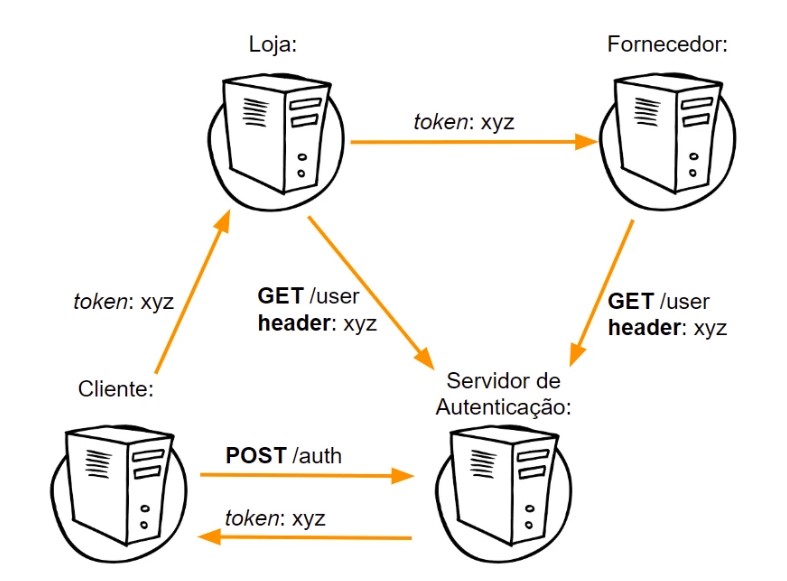 Loja:
Fornecedor:
token: xyz
token: xyz
GET /user
header: xyz
GET /user
header: xyz
Cliente:
Servidor de
Autenticação:
POST /auth
token: xyz